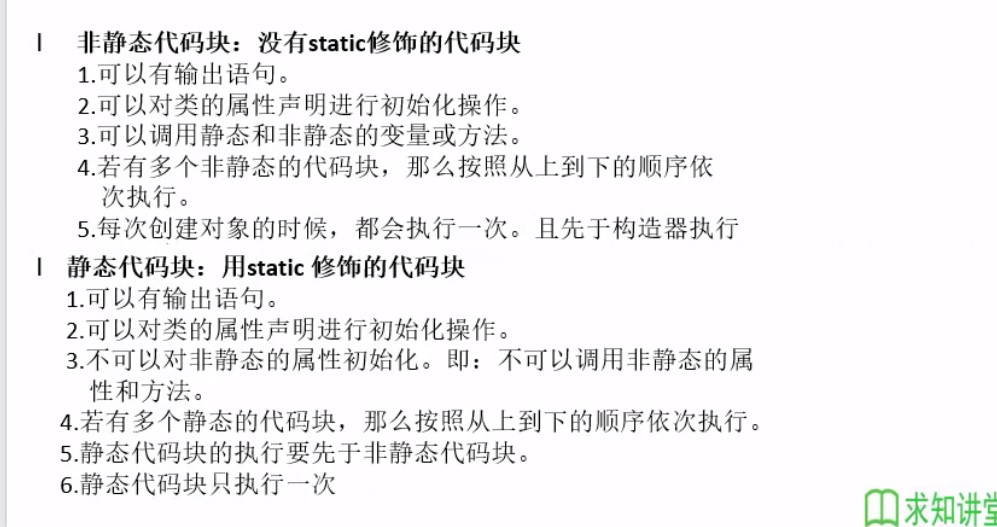 l 非静态代码块：没有static修饰的代码块
1.可以有输出语句。
2.可以对类的属性声明进行初始化操作。
3.可以调用静态和非静态的变量或方法。
4.若有多个非静态的代码块，那么按照从上到下的顺序依
次执行。
5.每次创建对象的时候，都会执行一次。且先于构造器执行
l 静态代码块：用static 修饰的代码块
1.可以有输出语句。
2.可以对类的属性声明进行初始化操作。
3.不可以对非静态的属性初始化。即：不可以调用非静态的属
性和方法。
4.若有多个静态的代码块，那么按照从上到下的顺序依次执行。
5.静态代码块的执行要先于非静态代码块。
6.静态代码块只执行一次
求知讲堂